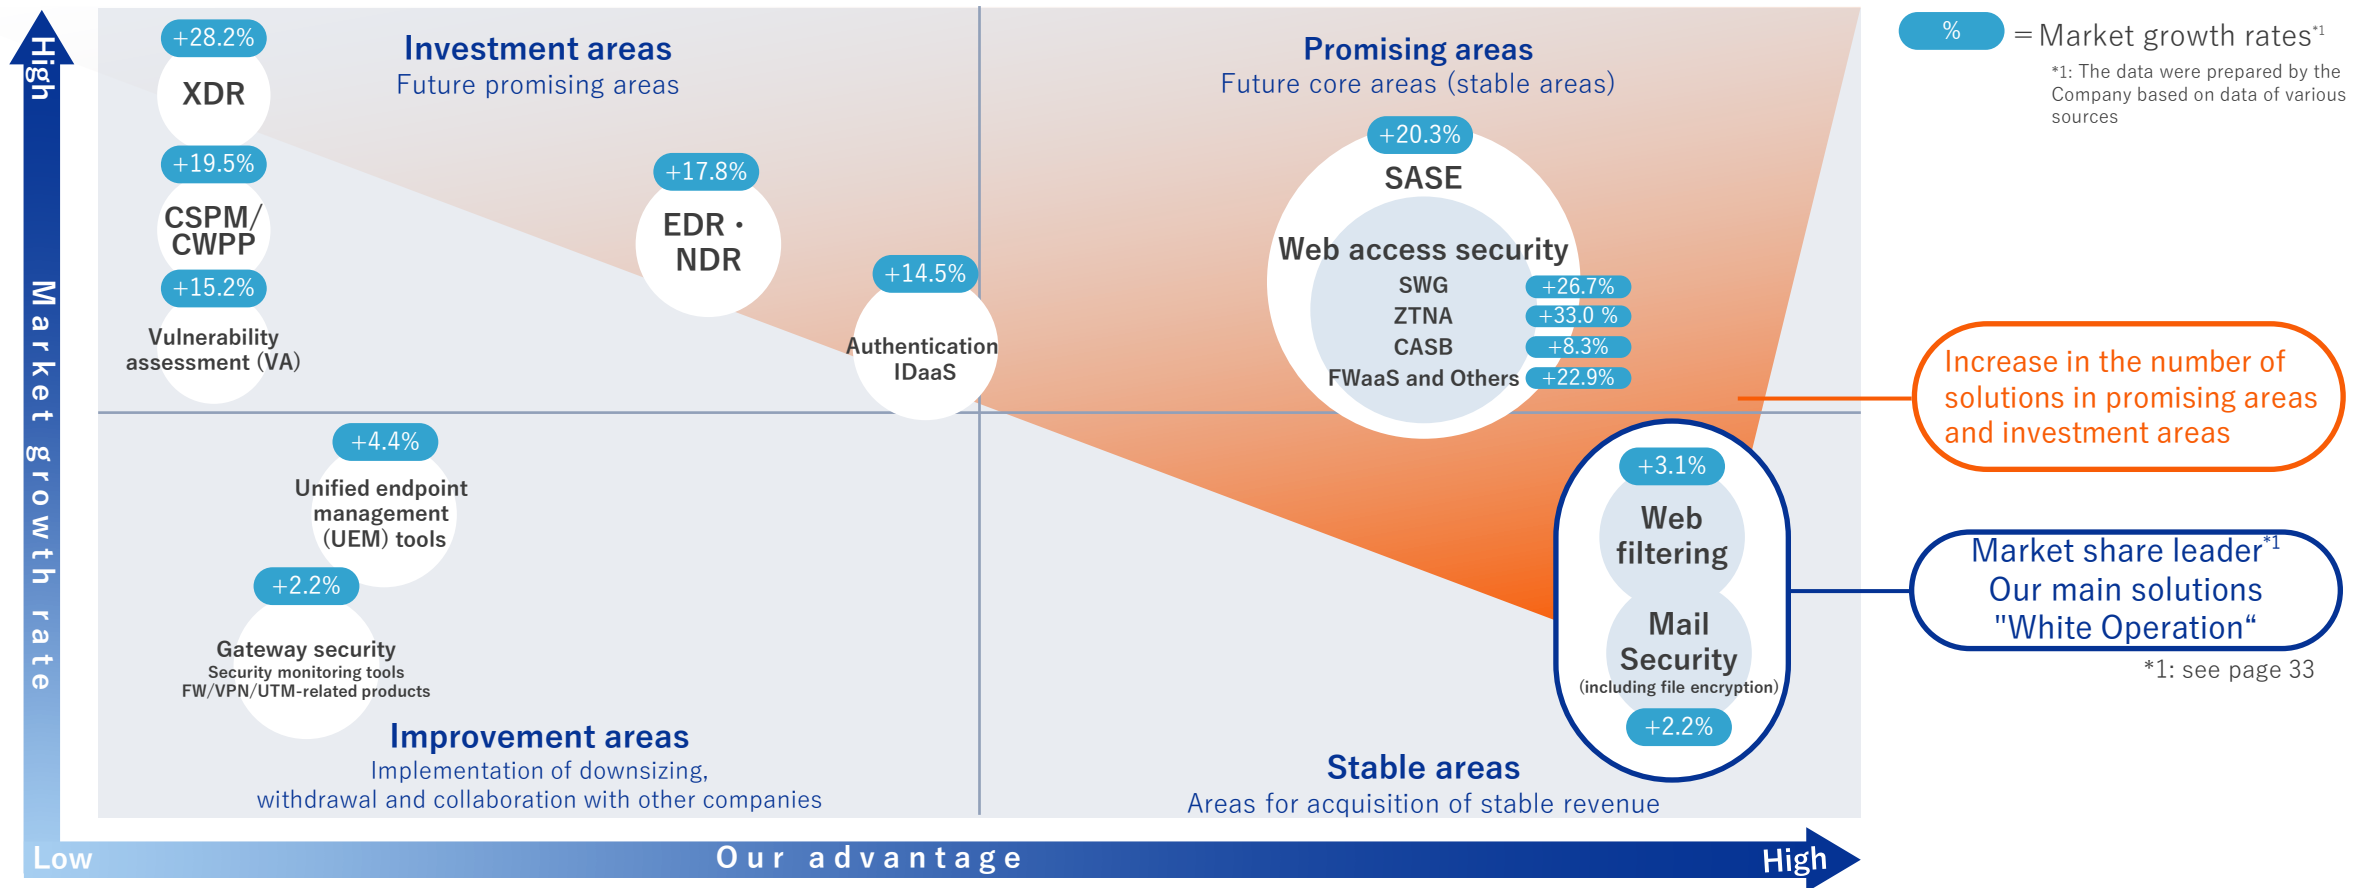 High
Market growth rate
Low
Our advantage
High
Investment areas
Future promising areas
+28.2%
XDR
+19.5%
CSPM/
CWPP
+15.2%
Vulnerability
assessment (VA)
+17.8%
EDR・
NDR
+14.5%
Authentication
IDaaS
Promising areas
Future core areas (stable areas)
+20.3%
SASE
Web access security
SWG +26.7%
ZTNA +33.0 %
CASB +8.3%
FWaaS and Others +22.9%
+4.4%
Unified endpoint
management
(UEM) tools
+2.2%
Gateway security
Security monitoring tools
FW/VPN/UTM-related products
Improvement areas
Implementation of downsizing,
withdrawal and collaboration with other companies
+3.1%
Web
filtering
Mail
Security
(including file encryption)
+2.2%
Stable areas
Areas for acquisition of stable revenue
% = Market growth rates*1
*1: The data were prepared by the
Company based on data of various
sources
Increase in the number of
solutions in promising areas
and investment areas
Market share leader*1
Our main solutions
"White Operation“
*1: see page 33